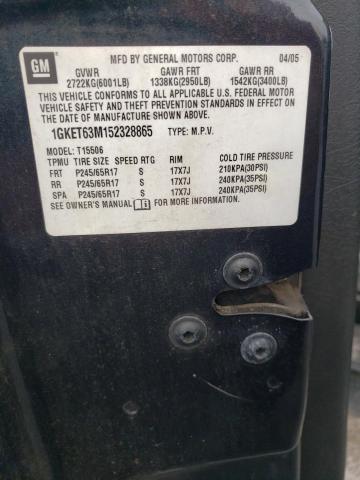 GM
MFD BY GENERAL MOTORS CORP. 04/05
GVWR GAWR FRT GAWR RR
2722KG(6001LB) 1338KG(2950LB) 1542KG(3400LB)
THIS VEHICLE CONFORMS TO ALL APPLICABLE U.S. FEDERAL MOTOR
VEHICLE SAFETY AND THEFT PREVENTION STANDARDS IN EFFECT ON
THE DATE OF MANUFACTURE SHOWN ABOVE.
1GKET63M152328865 TYPE: M.P.V.
MODEL: T15506
TPMU TIRE SIZE SPEED RTG RIM COLD TIRE PRESSURE
FRT P245/65R17 S 17X7J 210KPA(30PSI)
RR P245/65R17 S 17X7J 240KPA(35PSI)
SPA P245/65R17 S 17X7J 240KPA(35PSI)
SEE OWNER'S MANUAL FOR MORE INFORMATION.